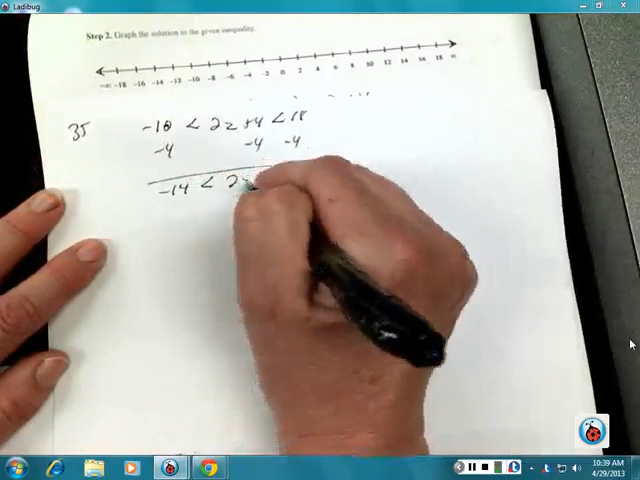 Ladibug
Step 2. Graph the solution to the given inequality.
-∞ -18 -16 -14 -12 -10 -8 -6 -4 -2 0 2 4 6 8 10 12 14 16 18 ∞
35 -10 < 2z +4 < 18
-4 -4 -4
-14 < 2z
10:39 AM
4/29/2013